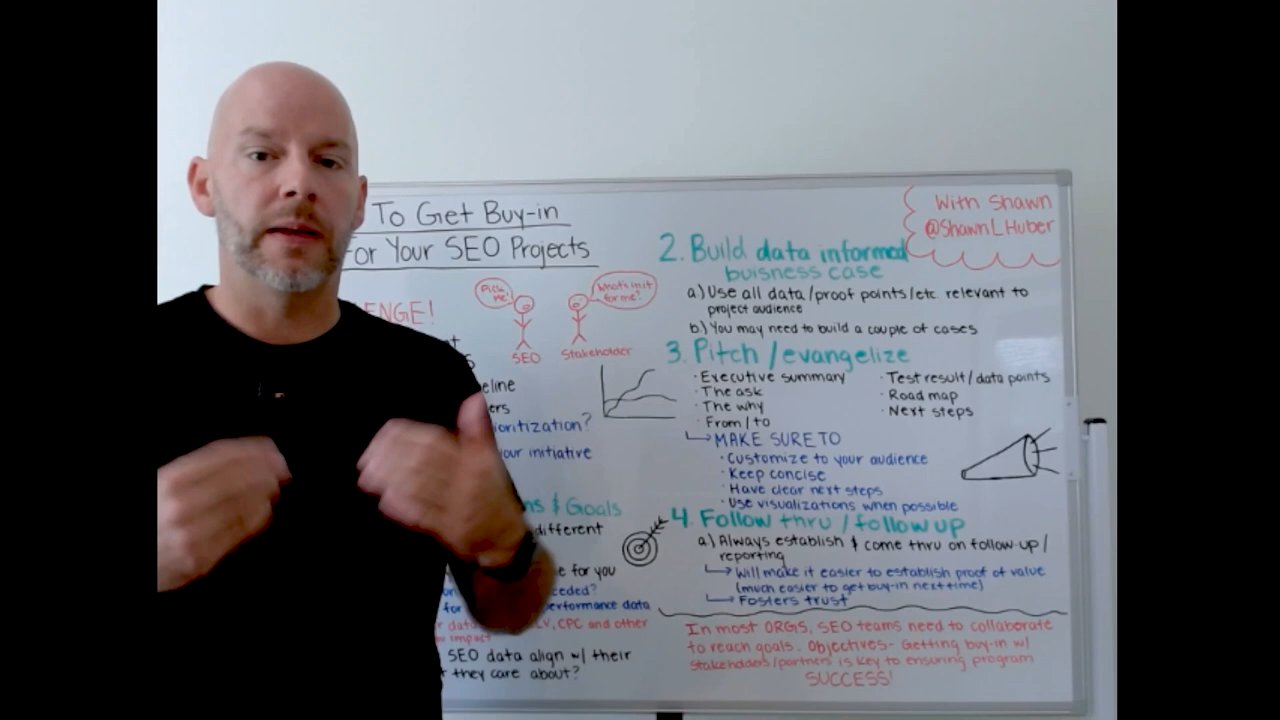 To Get Buy-in
For Your SEO Projects
ENGE!
Pick
Me!
What's in it
for me?
SEO
Stakeholder
eline
ers
oritization?
our initiative
ns & Goals
different
e for you
eeded?
for
performance data
LV, CPC and other
impact
SEO data align w/ their
they care about?
With Shawn
@ShawnLHuber
2. Build data informed
buisness case
a.) Use all data/proof points/etc. relevant to
project audience
b.) You may need to build a couple of cases
3. Pitch/evangelize
· Executive summary
· The ask
· The why
· From/to
· Test result/data points
· Road map
· Next steps
MAKE SURE TO
· Customize to your audience
· Keep concise
· Have clear next steps
· Use visualizations when possible
4. Follow thru/follow up
a.) Always establish & come thru on follow-up/
reporting
Will make it easier to establish proof of value
(much easier to get buy-in next time)
Fosters trust
In most ORGS, SEO teams need to collaborate
to reach goals. Objectives- Getting buy-in w/
stakeholders/partners is key to ensuring program
SUCCESS!